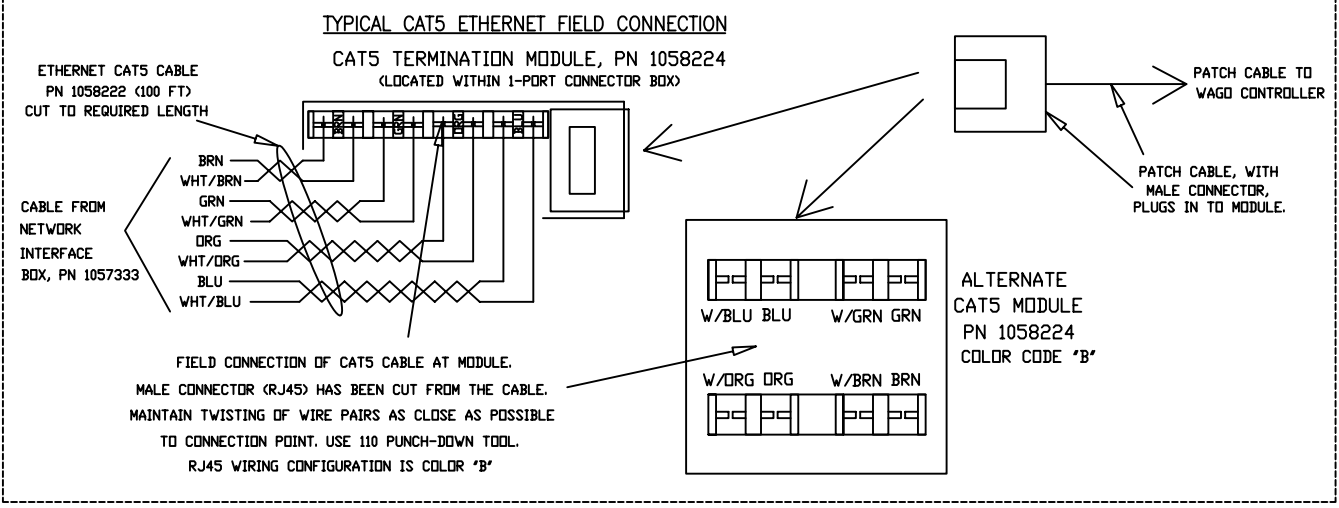 TYPICAL CAT5 ETHERNET FIELD CONNECTION
CAT5 TERMINATION MODULE, PN 1058224
(LOCATED WITHIN 1-PORT CONNECTOR BOX)
ETHERNET CAT5 CABLE
PN 1058222 (100 FT)
CUT TO REQUIRED LENGTH
BRN
GRN
ORG
BLU
BRN
WHT/BRN
GRN
WHT/GRN
ORG
WHT/ORG
BLU
WHT/BLU
CABLE FROM
NETWORK
INTERFACE
BOX, PN 1057333
PATCH CABLE TO
WAGO CONTROLLER
PATCH CABLE, WITH
MALE CONNECTOR,
PLUGS IN TO MODULE.
W/BLU BLU W/GRN GRN
W/ORG ORG W/BRN BRN
ALTERNATE
CAT5 MODULE
PN 1058224
COLOR CODE "B"
FIELD CONNECTION OF CAT5 CABLE AT MODULE.
MALE CONNECTOR (RJ45) HAS BEEN CUT FROM THE CABLE.
MAINTAIN TWISTING OF WIRE PAIRS AS CLOSE AS POSSIBLE
TO CONNECTION POINT. USE 110 PUNCH-DOWN TOOL.
RJ45 WIRING CONFIGURATION IS COLOR "B"